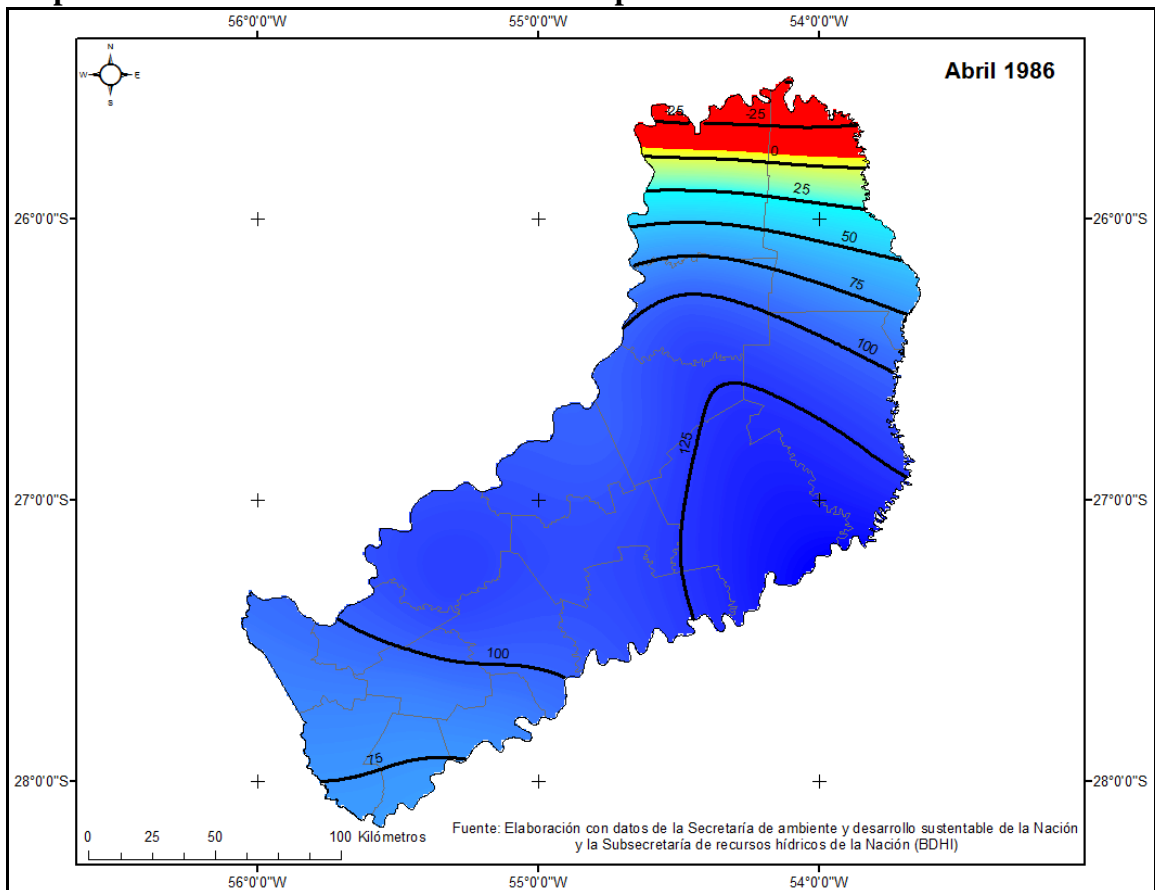 56°0'0"W 55°0'0"W 54°0'0"W
N
W E
S
Abril 1986
25 -25
0
25
26°0'0"S 26°0'0"S
50
75
100
125
27°0'0"S 27°0'0"S
100
75
28°0'0"S 28°0'0"S
0 25 50 100 Kilómetros
Fuente: Elaboración con datos de la Secretaría de ambiente y desarrollo sustentable de la Nación
y la Subsecretaría de recursos hídricos de la Nación (BDHI)
56°0'0"W 55°0'0"W 54°0'0"W